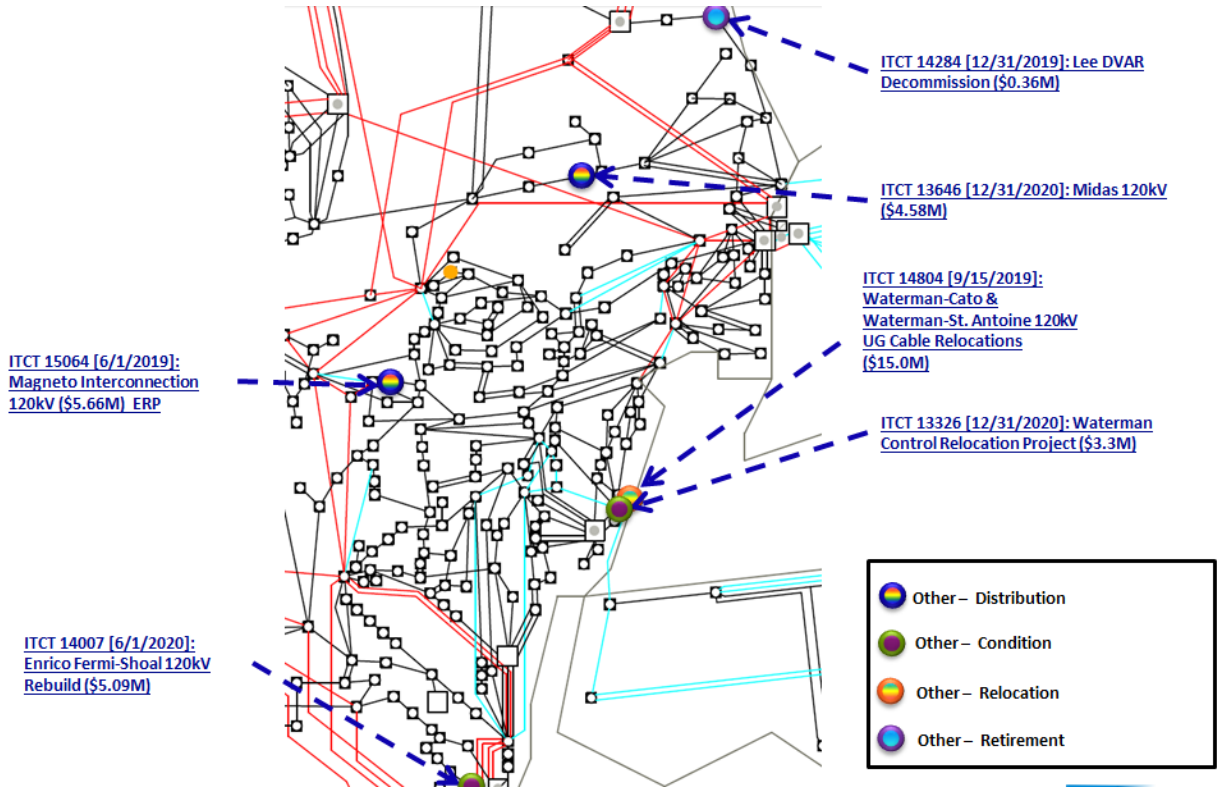 ITCT 14284 [12/31/2019]: Lee DVAR
Decommission ($0.36M)
ITCT 13646 [12/31/2020]: Midas 120kV
($4.58M)
ITCT 14804 [9/15/2019]:
Waterman-Cato &
Waterman-St. Antoine 120kV
UG Cable Relocations
($15.0M)
ITCT 15064 [6/1/2019]:
Magneto Interconnection
120kV ($5.66M)  ERP
ITCT 13326 [12/31/2020]: Waterman
Control Relocation Project ($3.3M)
ITCT 14007 [6/1/2020]:
Enrico Fermi-Shoal 120kV
Rebuild ($5.09M)
Other – Distribution
Other – Condition
Other – Relocation
Other – Retirement